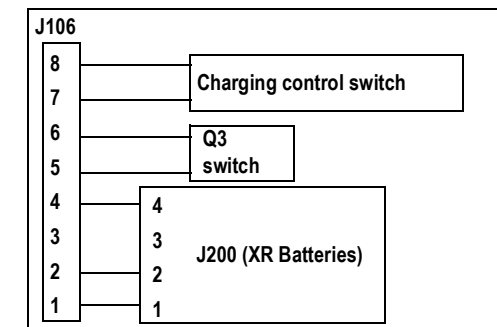 J106
8
7
Charging control switch
6
5
Q3
switch
4
3
2
1
4
3
2
1
J200 (XR Batteries)